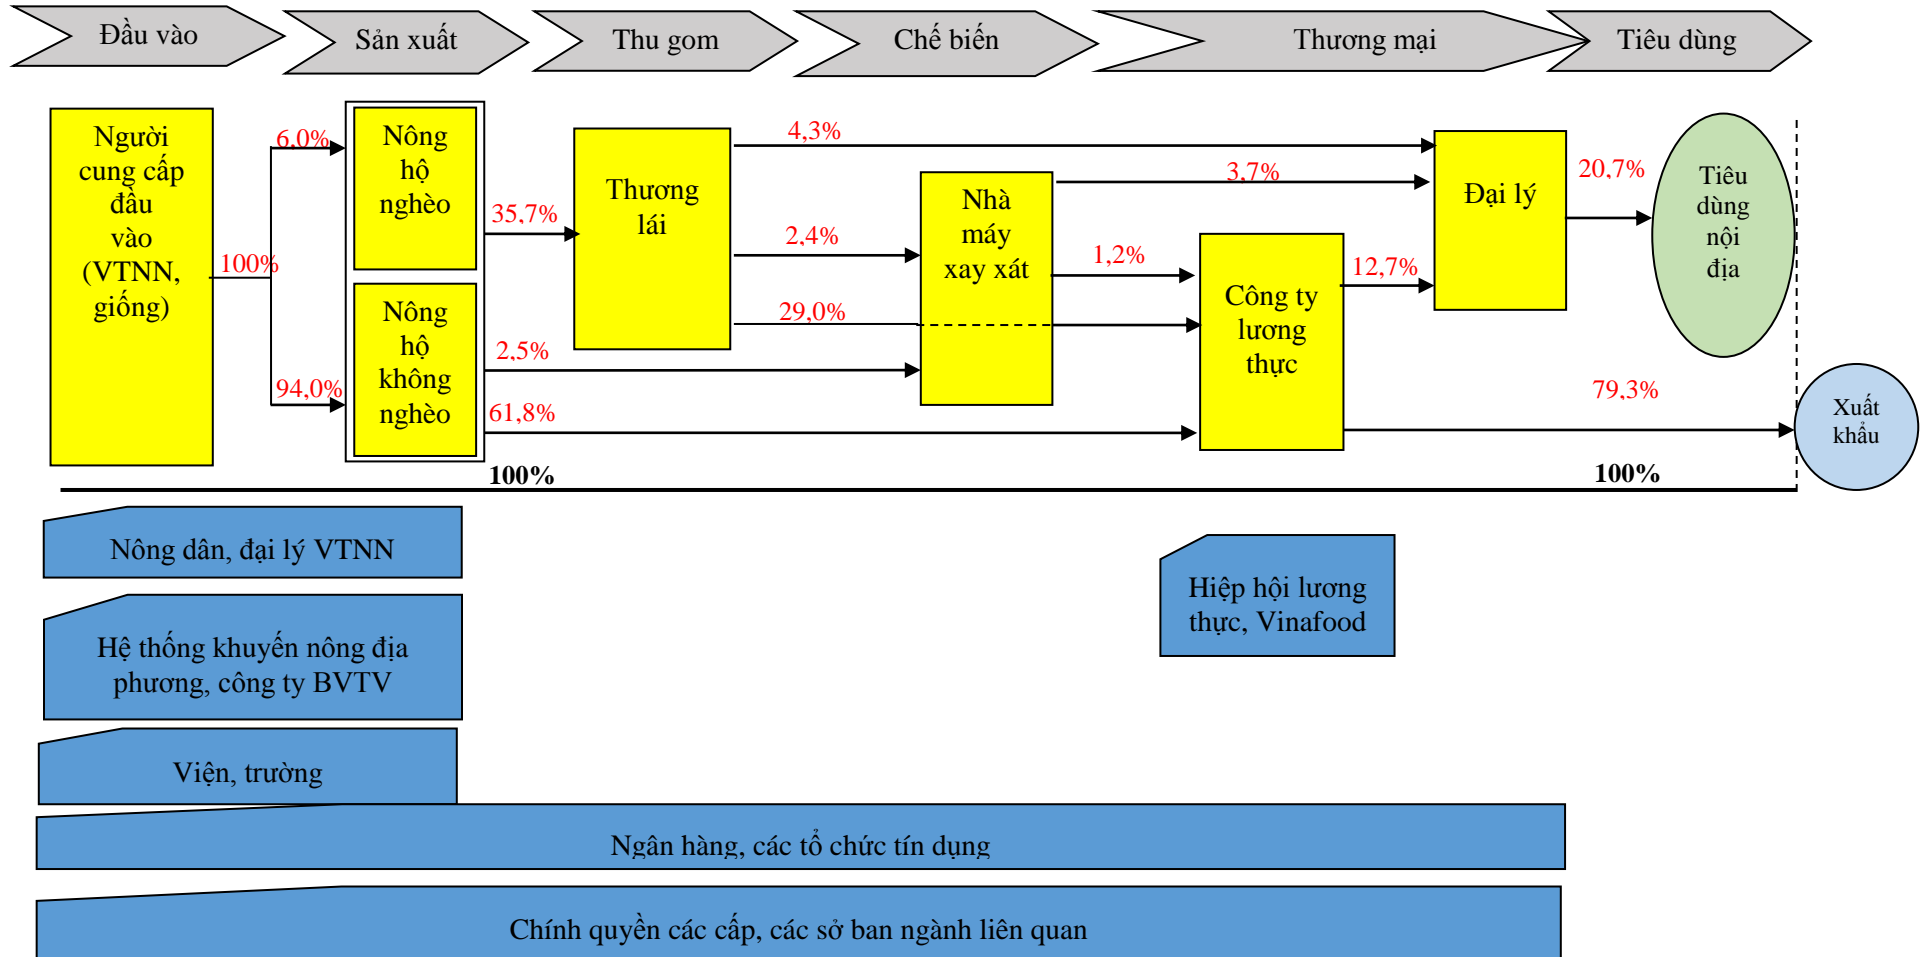 Đầu vào
Sản xuất
Thu gom
Chế biến
Thương mại
Tiêu dùng
Người
cung cấp
đầu
vào
(VTNN,
giống)
100%
6,0%
94,0%
Nông
hộ
nghèo
Nông
hộ
không
nghèo
35,7%
2,5%
61,8%
100%
Thương
lái
4,3%
2,4%
29,0%
Nhà
máy
xay xát
3,7%
1,2%
Công ty
lương
thực
12,7%
Đại lý
20,7%
79,3%
100%
Tiêu
dùng
nội
địa
Xuất
khẩu
Nông dân, đại lý VTNN
Hiệp hội lương
thực, Vinafood
Hệ thống khuyến nông địa
phương, công ty BVTV
Viện, trường
Ngân hàng, các tổ chức tín dụng
Chính quyền các cấp, các sở ban ngành liên quan